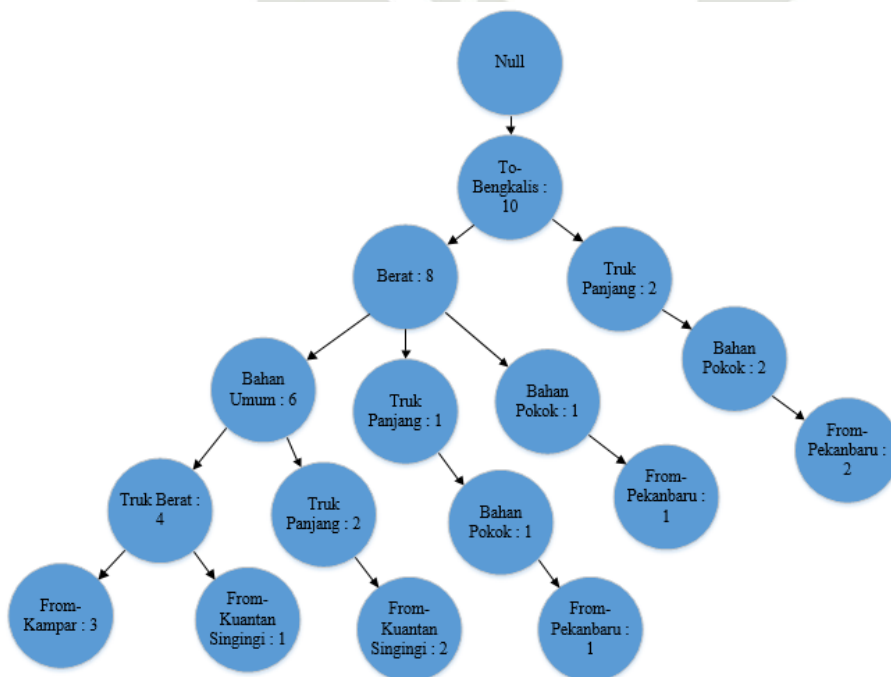 Null
To-
Bengkalis :
10
Berat : 8
Truk
Panjang : 2
Bahan
Umum : 6
Truk
Panjang : 1
Bahan
Pokok : 1
Bahan
Pokok : 2
Truk Berat :
4
Truk
Panjang : 2
Bahan
Pokok : 1
From-
Pekanbaru :
1
From-
Pekanbaru :
2
From-
Kampar : 3
From-
Kuantan
Singingi : 1
From-
Kuantan
Singingi : 2
From-
Pekanbaru :
1